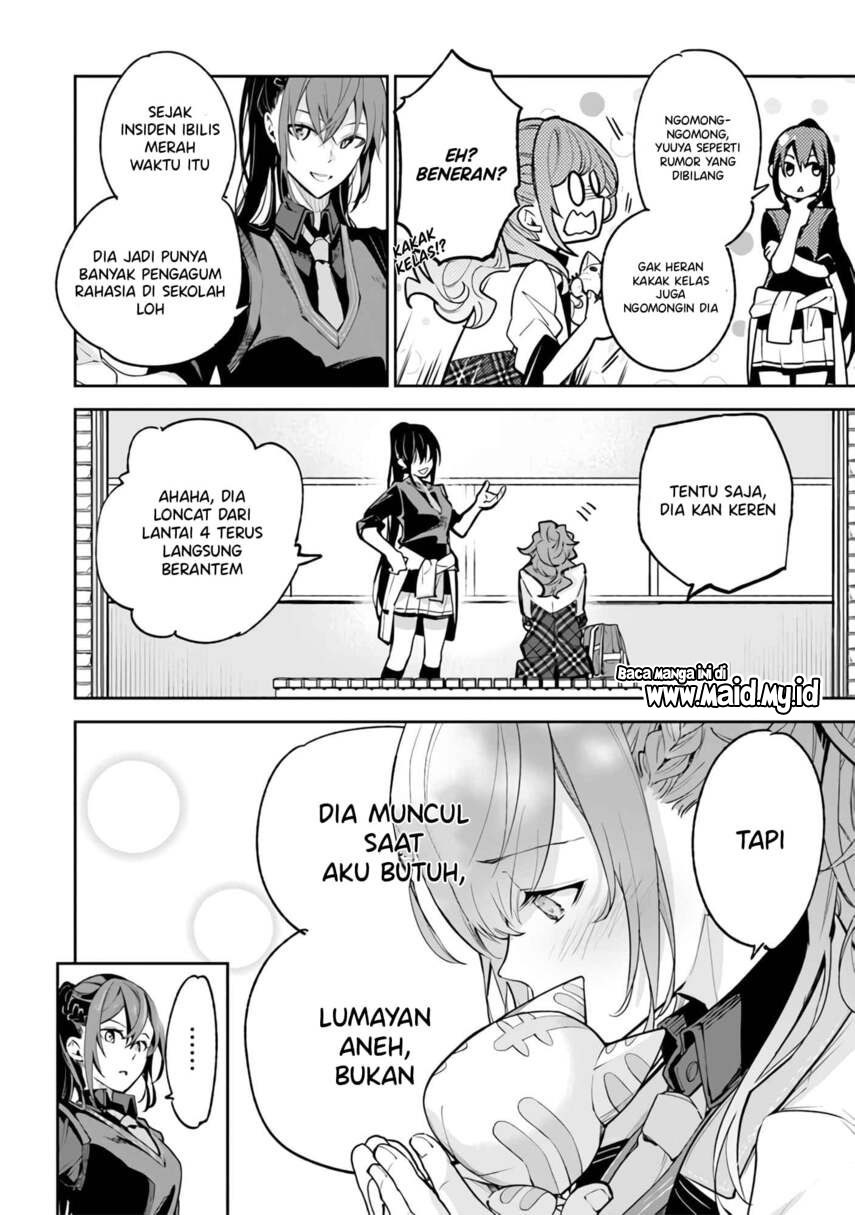 NGOMONG-
NGOMONG,
YUUYA SEPERTI
RUMOR YANG
DIBILANG
GAK HERAN
KAKAK KELAS
JUGA
NGOMONGIN DIA
EH?
BENERAN?
KAKAK
KELAS!?
SEJAK
INSIDEN IBILIS
MERAH
WAKTU ITU
DIA JADI PUNYA
BANYAK PENGAGUM
RAHASIA DI SEKOLAH
LOH
TENTU SAJA,
DIA KAN KEREN
AHAHA, DIA
LONCAT DARI
LANTAI 4 TERUS
LANGSUNG
BERANTEM
Baca Manga ini di
www.Maid.My.id
TAPI
DIA MUNCUL
SAAT
AKU BUTUH,
LUMAYAN
ANEH,
BUKAN
......